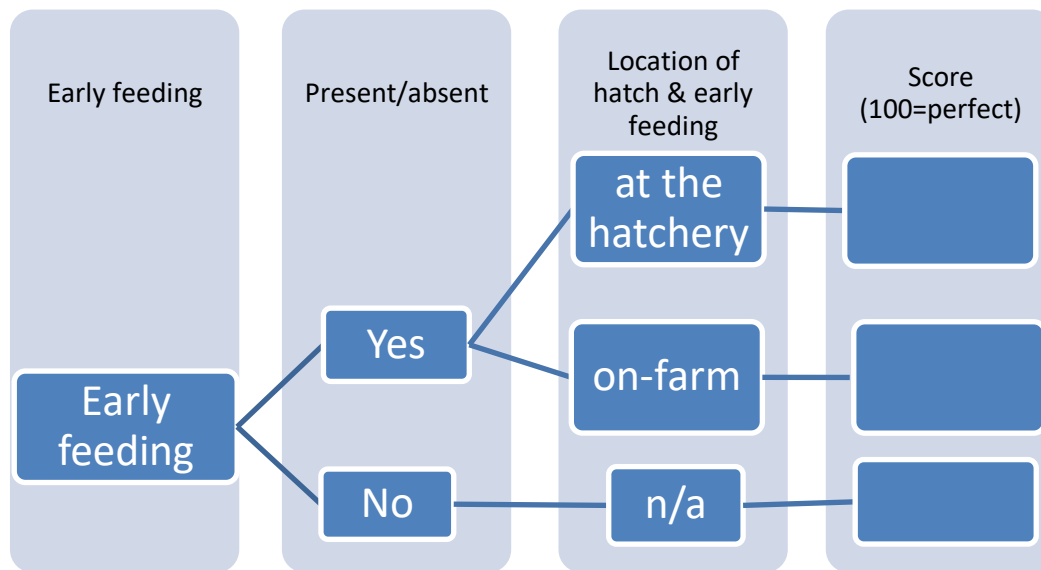 Early feeding
Present/absent
Location of
hatch & early
feeding
Score
(100=perfect)
at the
hatchery
Yes
on-farm
Early
feeding
No
n/a